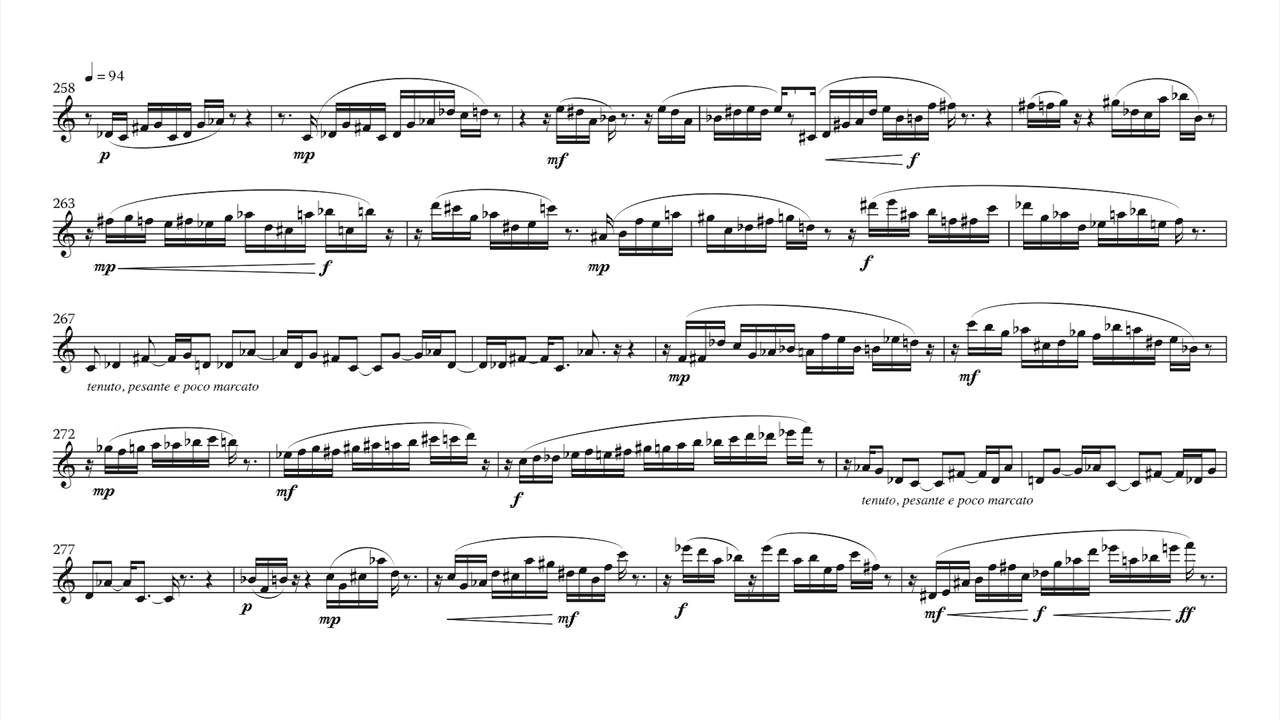 = 94
258
p
mp
mf
f
263
mp
f
mp
f
267
tenuto, pesante e poco marcato
mp
mf
272
mp
mf
f
tenuto, pesante e poco marcato
277
p
mp
mf
f
mf
f
ff